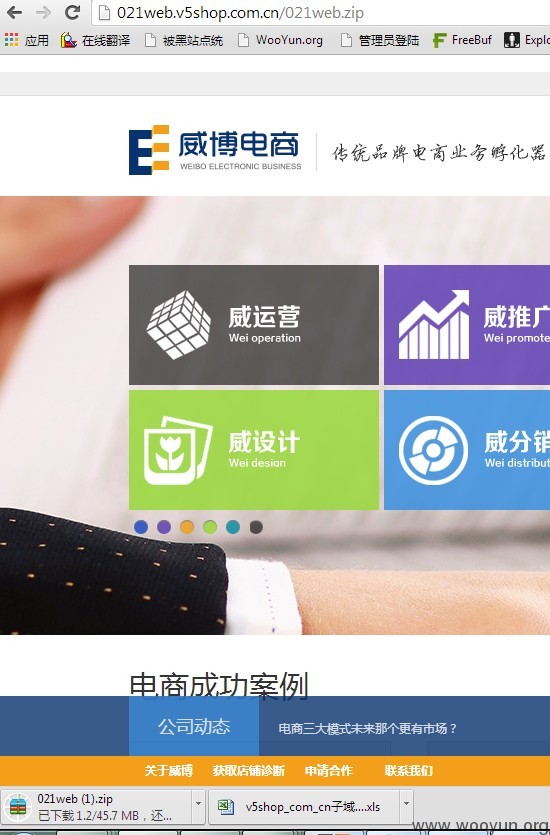 021web.v5shop.com.cn/021web.zip
应用 在线翻译 被黑站点统 WooYun.org 管理员登陆 FreeBuf Explo
威博电商 传统品牌电商业务孵化器
WEIBO ELECTRONIC BUSINESS
威运营 威推广
Wei operation Wei promote
威设计 威分销
Wei design Wei distribut
电商成功案例
公司动态 电商三大模式未来那个更有市场？
关于威博 获取店铺诊断 申请合作 联系我们
021web (1).zip
已下载 1.2/45.7 MB，还...
v5shop_com_cn子域....xls
www.wooyun.org